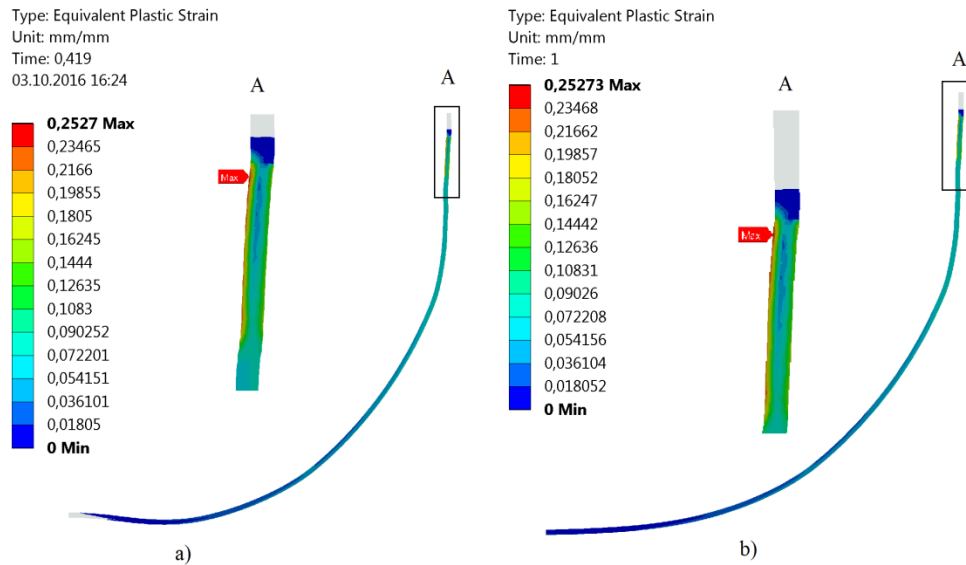 Type: Equivalent Plastic Strain
Unit: mm/mm
Time: 0,419
03.10.2016 16:24
A
A
0,2527 Max
0,23465
0,2166
0,19855
0,1805
0,16245
0,1444
0,12635
0,1083
0,090252
0,072201
0,054151
0,036101
0,01805
0 Min
Max
a)
Type: Equivalent Plastic Strain
Unit: mm/mm
Time: 1
A
A
0,25273 Max
0,23468
0,21662
0,19857
0,18052
0,16247
0,14442
0,12636
0,10831
0,09026
0,072208
0,054156
0,036104
0,018052
0 Min
Max
b)